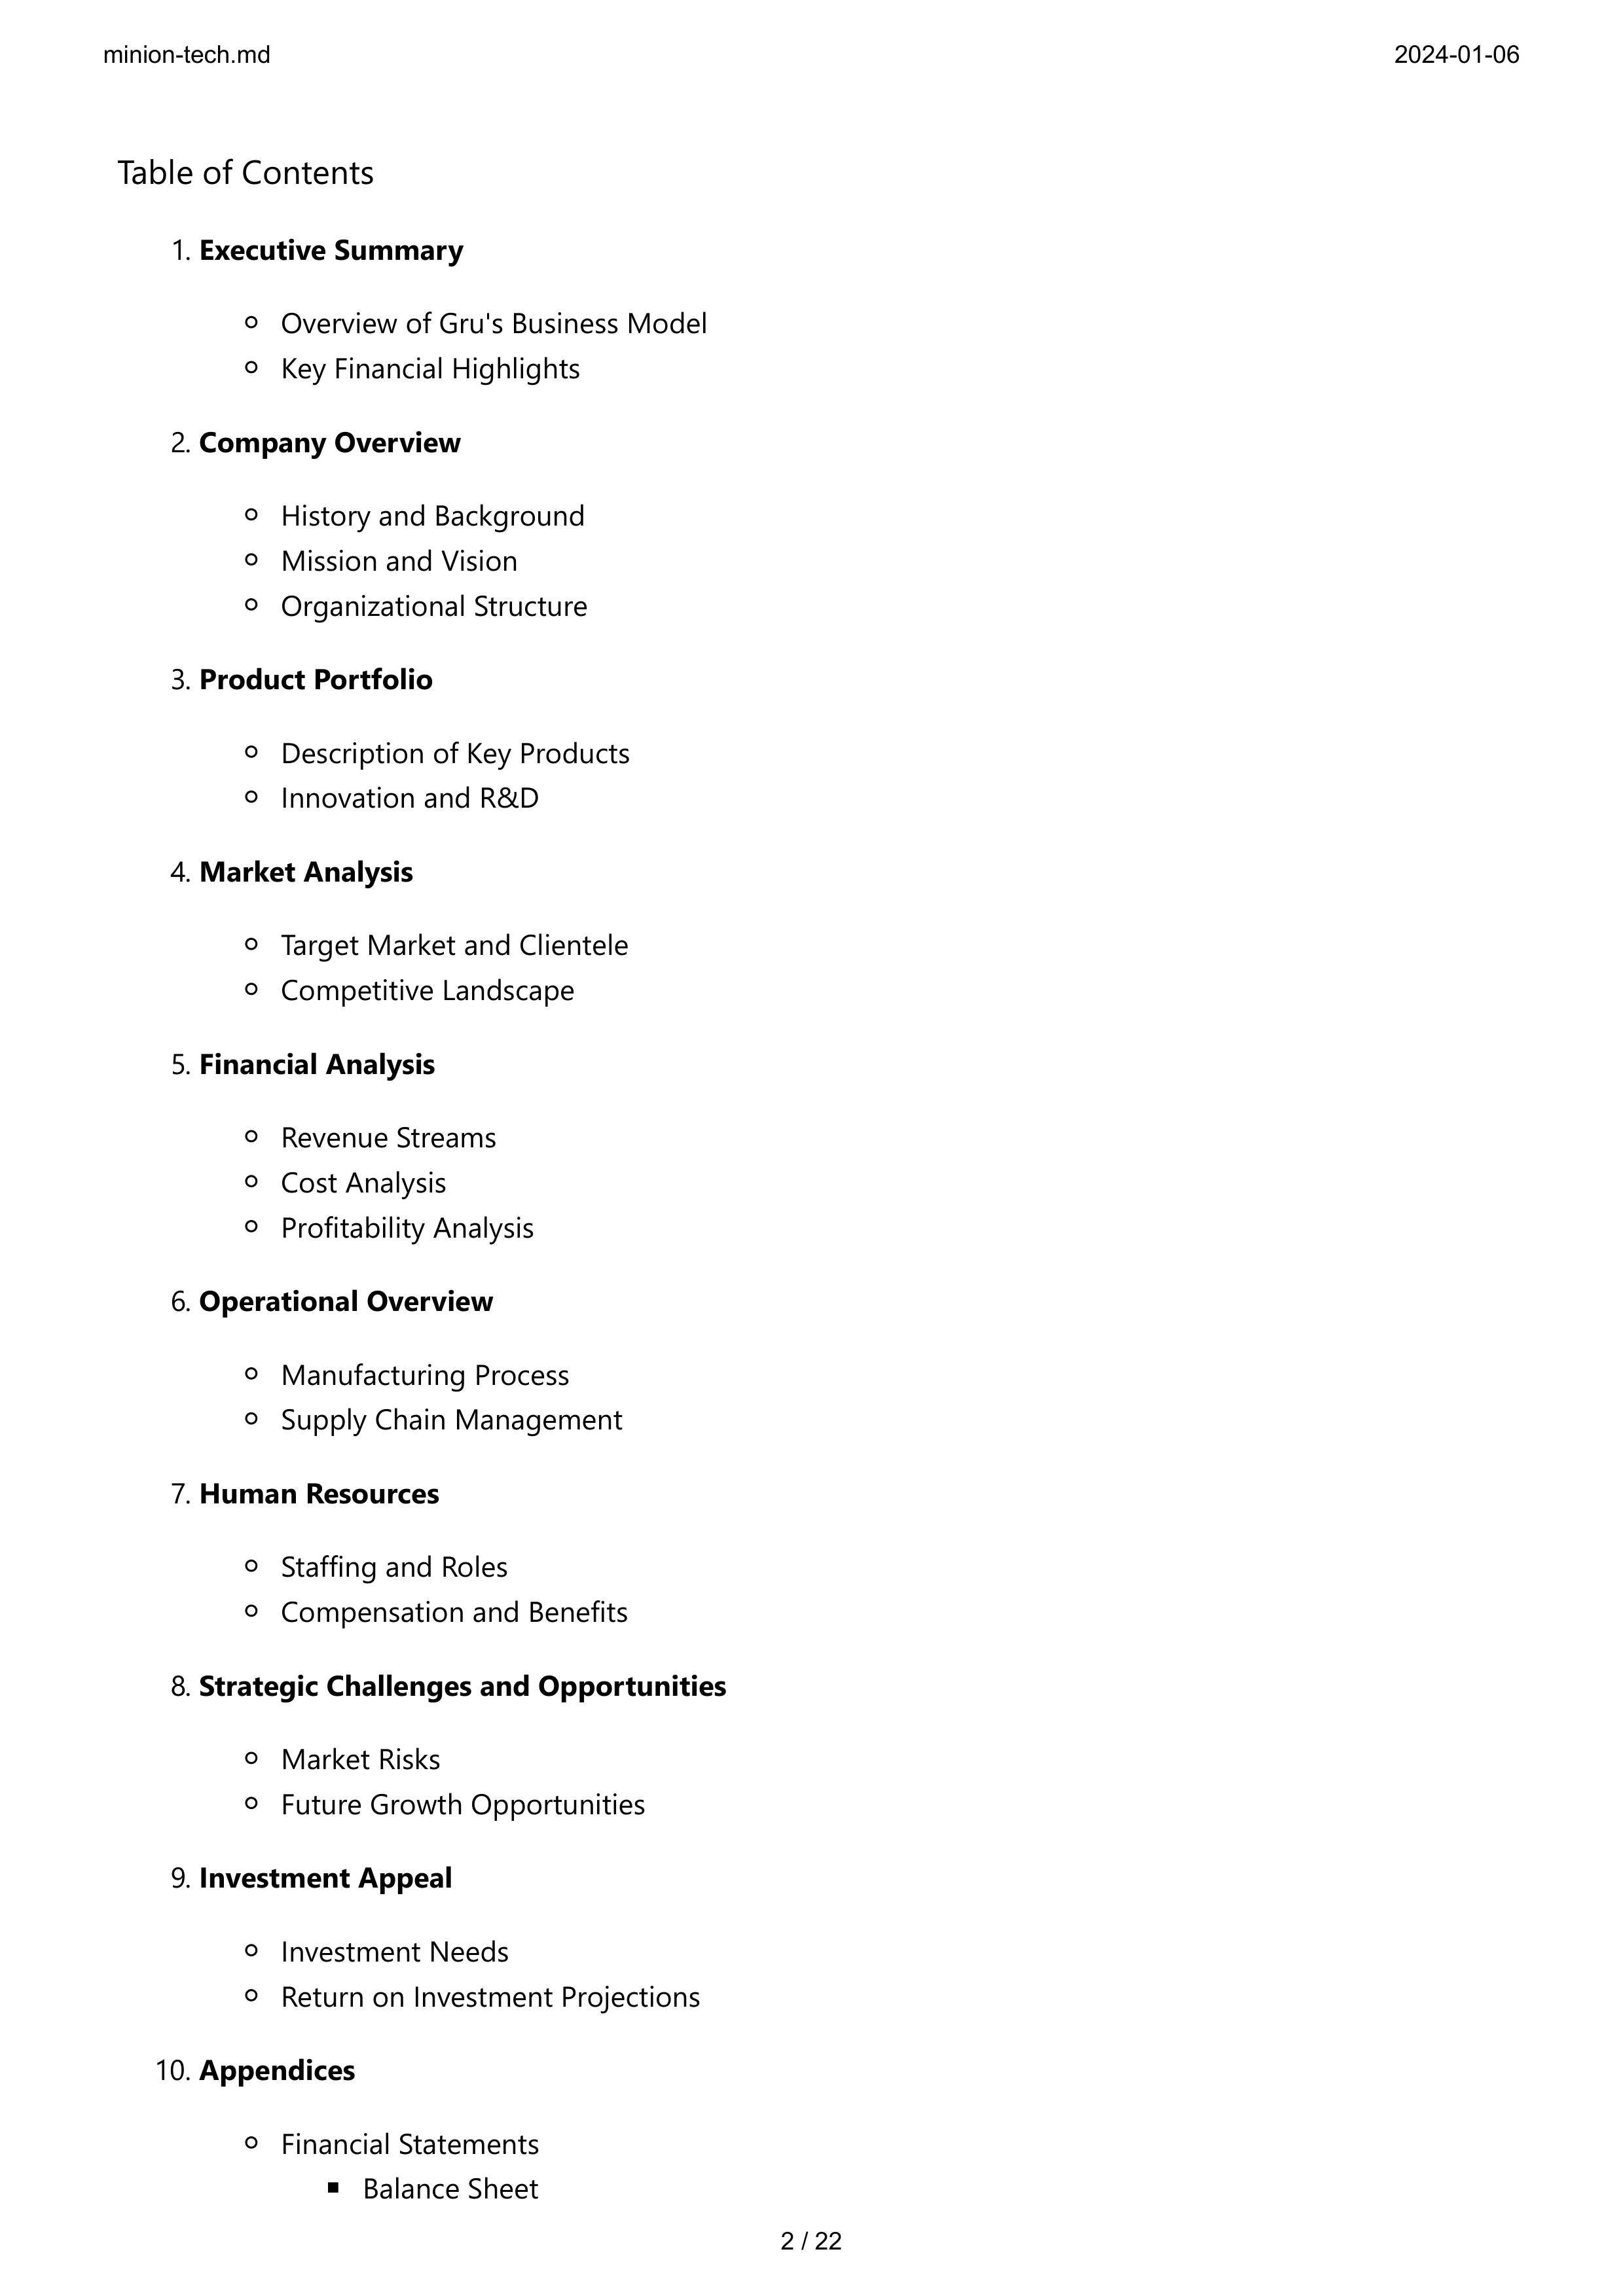 minion-tech.md 2024-01-06
Table of Contents
1. Executive Summary
Overview of Gru's Business Model
Key Financial Highlights
2. Company Overview
History and Background
Mission and Vision
Organizational Structure
3. Product Portfolio
Description of Key Products
Innovation and R&D
4. Market Analysis
Target Market and Clientele
Competitive Landscape
5. Financial Analysis
Revenue Streams
Cost Analysis
Profitability Analysis
6. Operational Overview
Manufacturing Process
Supply Chain Management
7. Human Resources
Staffing and Roles
Compensation and Benefits
8. Strategic Challenges and Opportunities
Market Risks
Future Growth Opportunities
9. Investment Appeal
Investment Needs
Return on Investment Projections
10. Appendices
Financial Statements
Balance Sheet
2 / 22